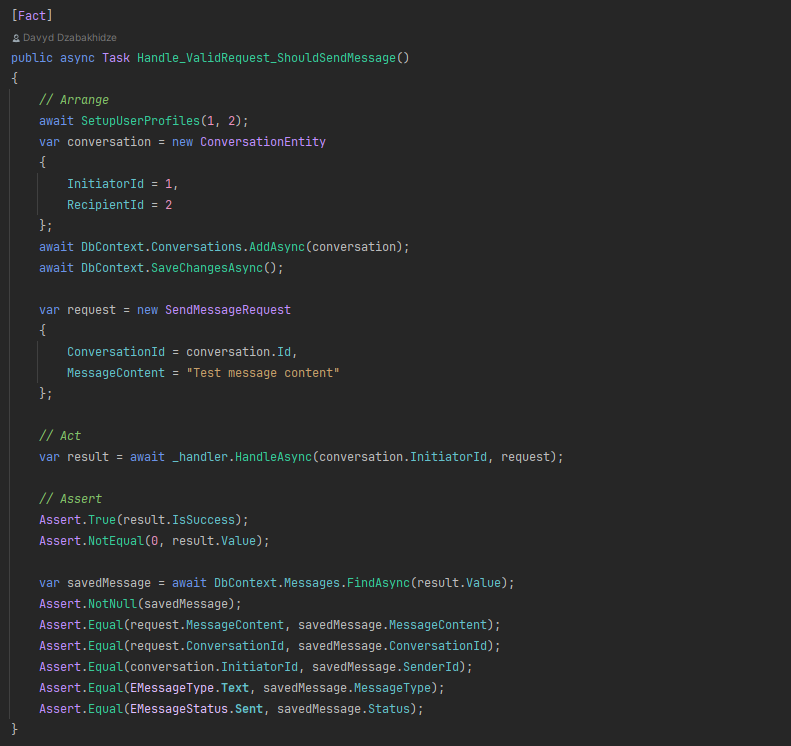 [Fact]
Davyd Dzabakhidze
public async Task Handle_ValidRequest_ShouldSendMessage()
{
    // Arrange
    await SetupUserProfiles(1, 2);
    var conversation = new ConversationEntity
    {
        InitiatorId = 1,
        RecipientId = 2
    };
    await DbContext.Conversations.AddAsync(conversation);
    await DbContext.SaveChangesAsync();

    var request = new SendMessageRequest
    {
        ConversationId = conversation.Id,
        MessageContent = "Test message content"
    };

    // Act
    var result = await _handler.HandleAsync(conversation.InitiatorId, request);

    // Assert
    Assert.True(result.IsSuccess);
    Assert.NotEqual(0, result.Value);

    var savedMessage = await DbContext.Messages.FindAsync(result.Value);
    Assert.NotNull(savedMessage);
    Assert.Equal(request.MessageContent, savedMessage.MessageContent);
    Assert.Equal(request.ConversationId, savedMessage.ConversationId);
    Assert.Equal(conversation.InitiatorId, savedMessage.SenderId);
    Assert.Equal(EMessageType.Text, savedMessage.MessageType);
    Assert.Equal(EMessageStatus.Sent, savedMessage.Status);
}